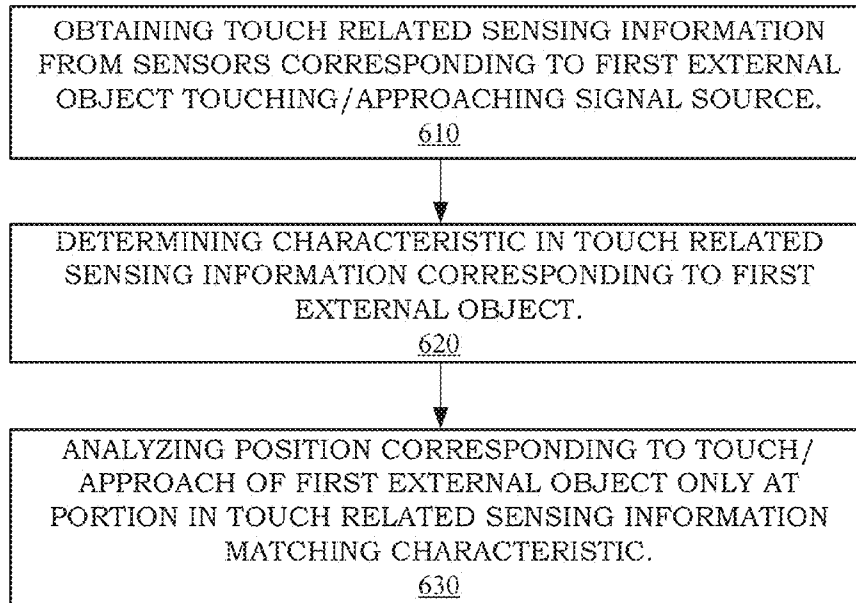 OBTAINING TOUCH RELATED SENSING INFORMATION
FROM SENSORS CORRESPONDING TO FIRST EXTERNAL
OBJECT TOUCHING/APPROACHING SIGNAL SOURCE.
610
DETERMINING CHARACTERISTIC IN TOUCH RELATED
SENSING INFORMATION CORRESPONDING TO FIRST
EXTERNAL OBJECT.
620
ANALYZING POSITION CORRESPONDING TO TOUCH/
APPROACH OF FIRST EXTERNAL OBJECT ONLY AT
PORTION IN TOUCH RELATED SENSING INFORMATION
MATCHING CHARACTERISTIC.
630